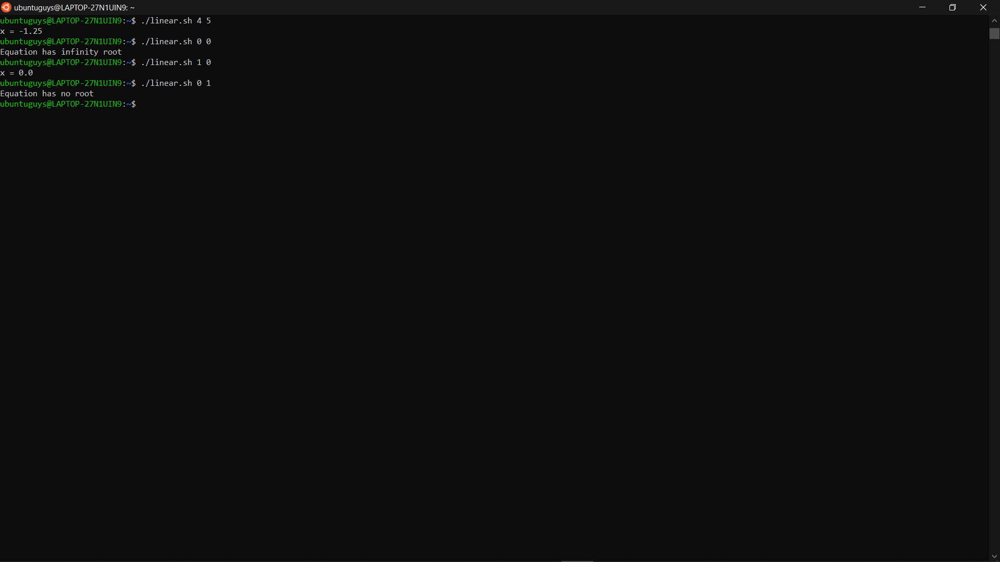 ubuntuguys@LAPTOP-27N1UIN9: ~
ubuntuguys@LAPTOP-27N1UIN9:~$ ./linear.sh 4 5
x = -1.25
ubuntuguys@LAPTOP-27N1UIN9:~$ ./linear.sh 0 0
Equation has infinity root
ubuntuguys@LAPTOP-27N1UIN9:~$ ./linear.sh 1 0
x = 0.0
ubuntuguys@LAPTOP-27N1UIN9:~$ ./linear.sh 0 1
Equation has no root
ubuntuguys@LAPTOP-27N1UIN9:~$